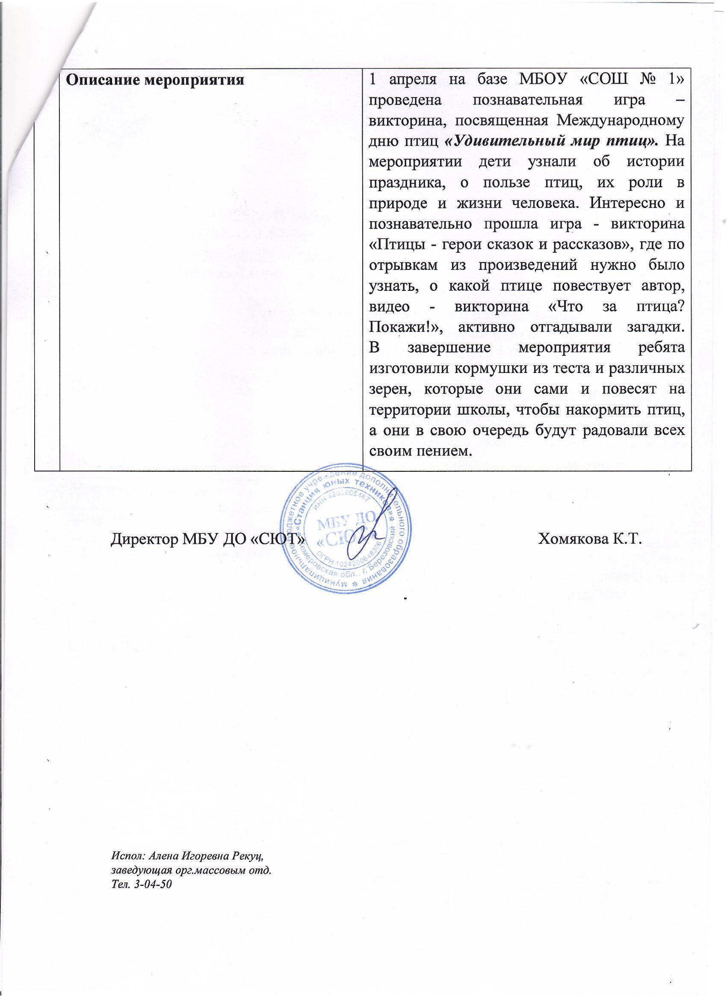 Описание мероприятия
1 апреля на базе МБОУ «СОШ № 1»
проведена познавательная игра –
викторина, посвященная Международному
дню птиц «Удивительный мир птиц». На
мероприятии дети узнали об истории
праздника, о пользе птиц, их роли в
природе и жизни человека. Интересно и
познавательно прошла игра - викторина
«Птицы - герои сказок и рассказов», где по
отрывкам из произведений нужно было
узнать, о какой птице повествует автор,
видео - викторина «Что за птица?
Покажи!», активно отгадывали загадки.
В завершение мероприятия ребята
изготовили кормушки из теста и различных
зерен, которые они сами и повесят на
территории школы, чтобы накормить птиц,
а они в свою очередь будут радовали всех
своим пением.
Директор МБУ ДО «СЮТ»
Хомякова К.Т.
муниципальное бюджетное учреждение дополнительного образования
«Станция юных техников»
Кемеровская обл., г. Березовский
ИНН
МБУ ДО
«СЮТ»
ОГРН 1024200648306
Испол: Алена Игоревна Рекуц,
заведующая орг.массовым отд.
Тел. 3-04-50